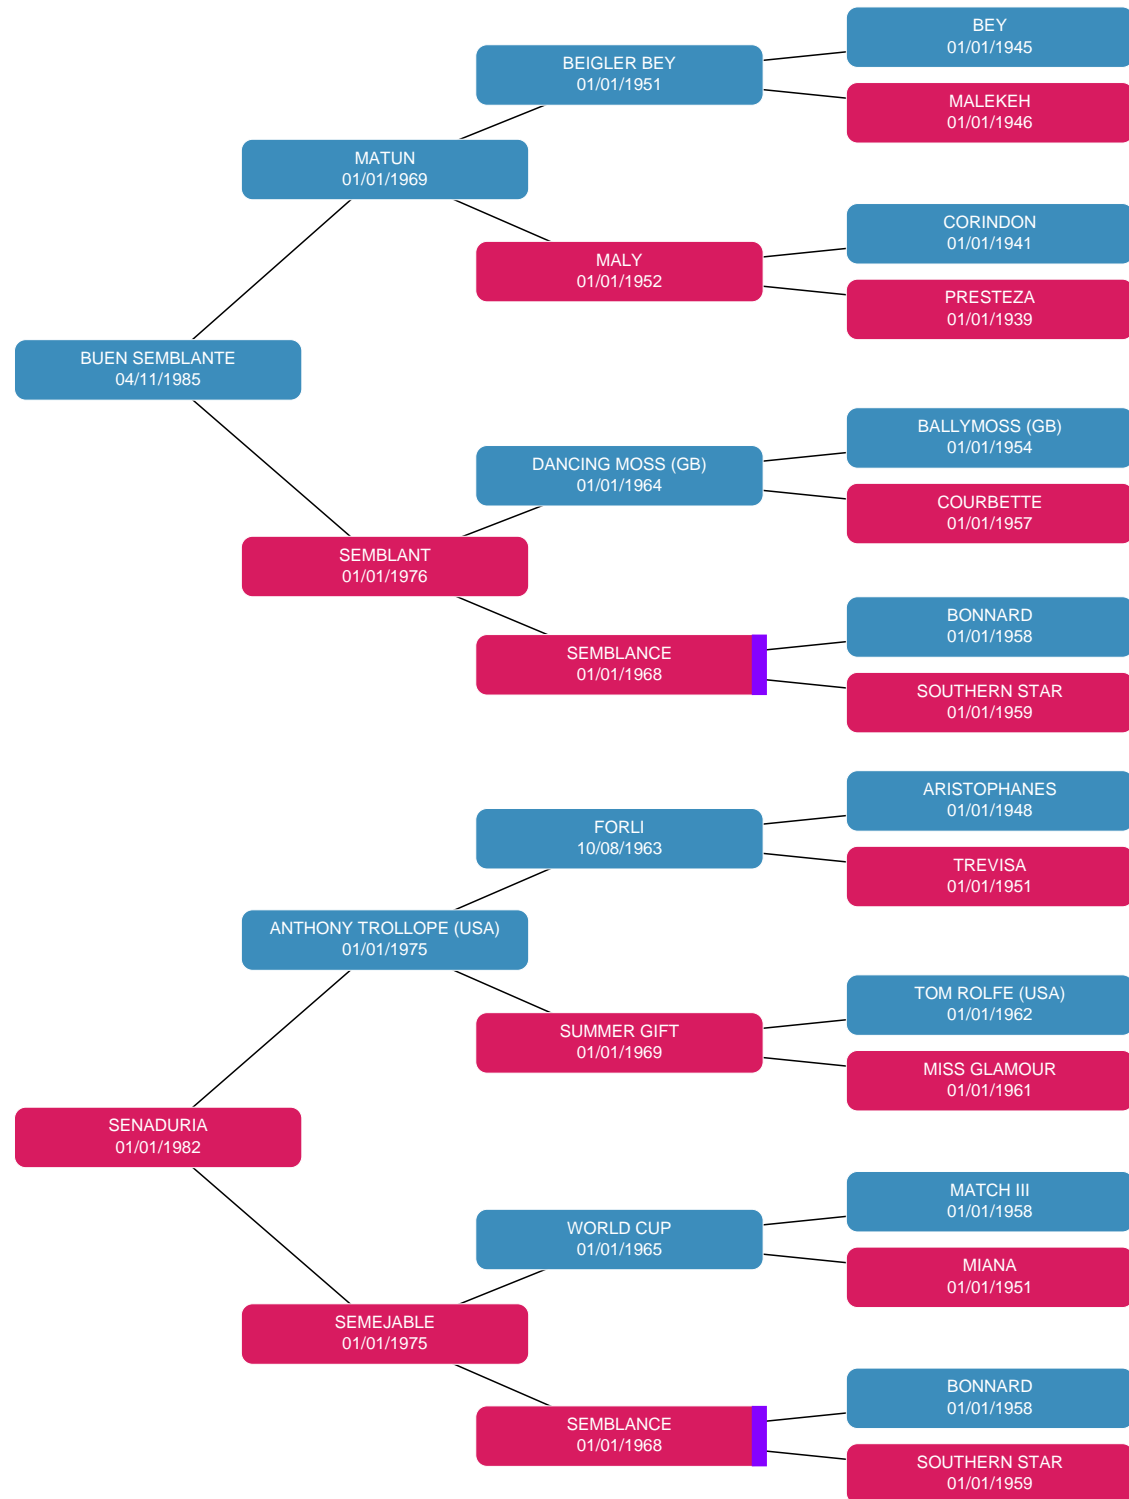 BEY
01/01/1945
BEIGLER BEY
01/01/1951
MALEKEH
01/01/1946
MATUN
01/01/1969
CORINDON
01/01/1941
MALY
01/01/1952
PRESTEZA
01/01/1939
BUEN SEMBLANTE
04/11/1985
BALLYMOSS (GB)
01/01/1954
DANCING MOSS (GB)
01/01/1964
COURBETTE
01/01/1957
SEMBLANT
01/01/1976
BONNARD
01/01/1958
SEMBLANCE
01/01/1968
SOUTHERN STAR
01/01/1959
ARISTOPHANES
01/01/1948
FORLI
10/08/1963
TREVISA
01/01/1951
ANTHONY TROLLOPE (USA)
01/01/1975
TOM ROLFE (USA)
01/01/1962
SUMMER GIFT
01/01/1969
MISS GLAMOUR
01/01/1961
SENADURIA
01/01/1982
MATCH III
01/01/1958
WORLD CUP
01/01/1965
MIANA
01/01/1951
SEMEJABLE
01/01/1975
BONNARD
01/01/1958
SEMBLANCE
01/01/1968
SOUTHERN STAR
01/01/1959